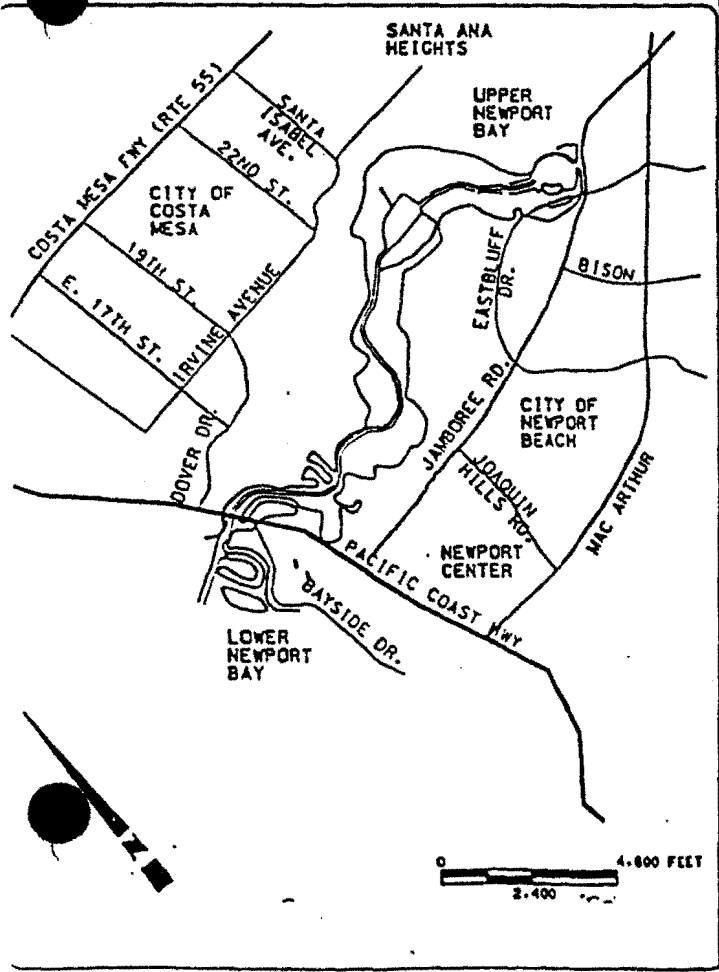 SANTA ANA
HEIGHTS
UPPER
NEWPORT
BAY
COSTA MESA FWY (RTE 55)
SANTA
ISABEL
AVE.
22ND ST.
CITY OF
COSTA
MESA
19TH ST.
E. 17TH ST.
IRVINE AVENUE
DOVER DR.
EASTBLUFF
DR.
BISON
JAMBOREE RD.
CITY OF
NEWPORT
BEACH
JOAQUIN
HILLS RD.
MAC ARTHUR
NEWPORT
CENTER
PACIFIC COAST HWY
BAYSIDE DR.
LOWER
NEWPORT
BAY
N
0
4,800 FEET
2,400